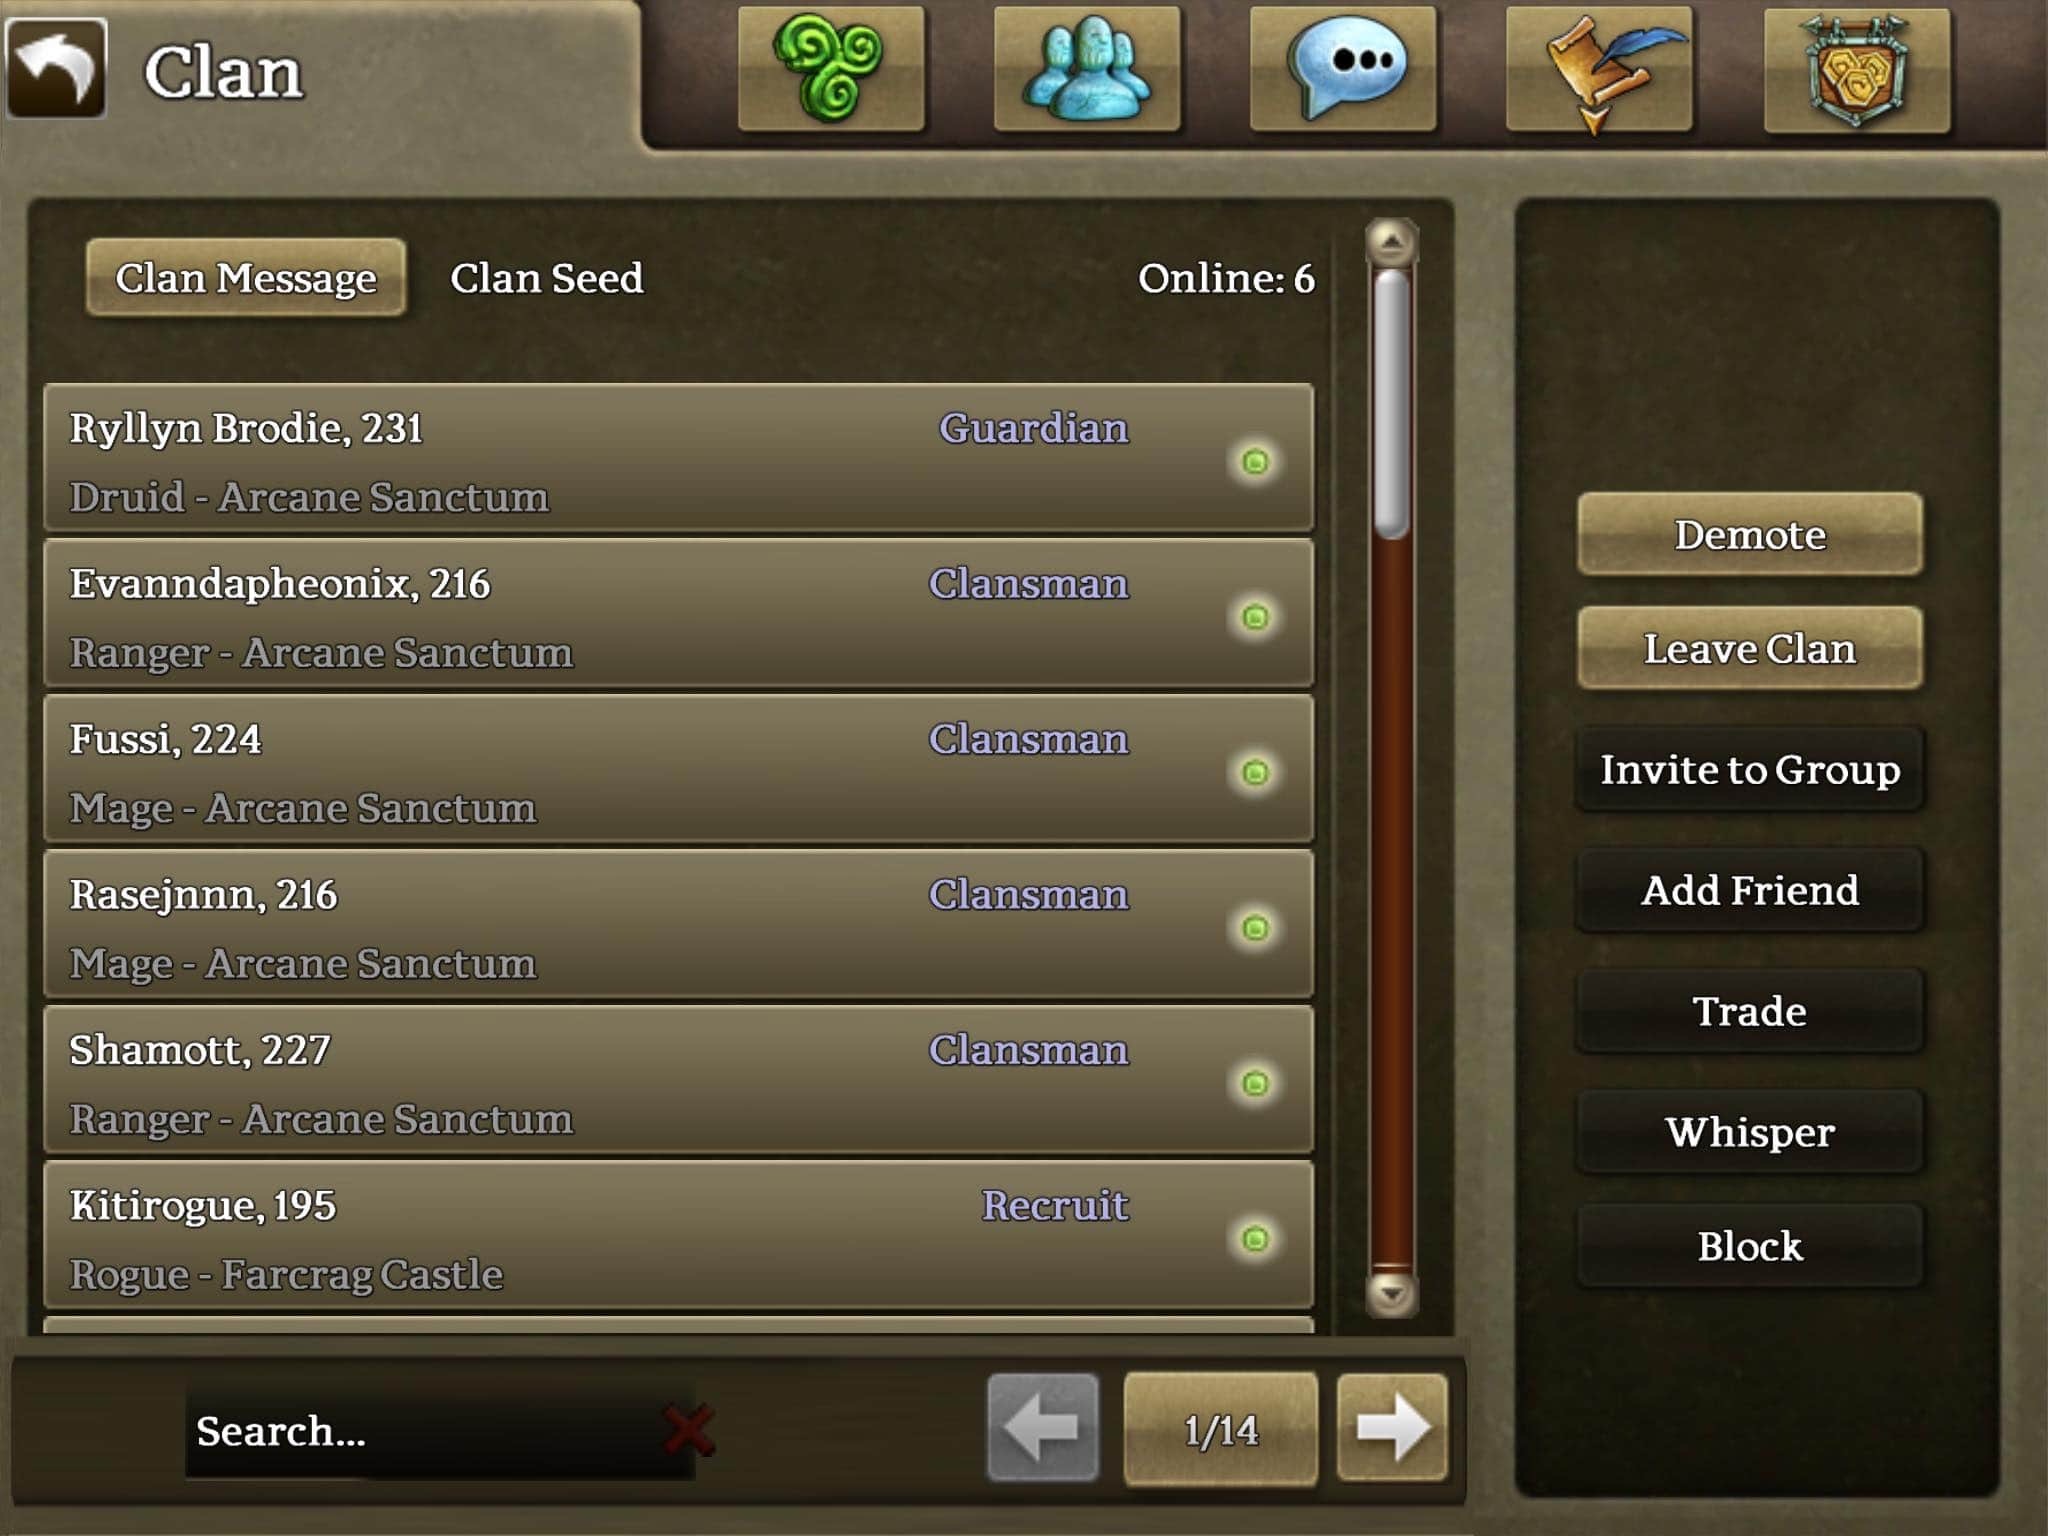 Clan
Clan Message
Clan Seed
Online: 6
Ryllyn Brodie, 231
Guardian
Druid - Arcane Sanctum
Evanndapheonix, 216
Clansman
Ranger - Arcane Sanctum
Fussi, 224
Clansman
Mage - Arcane Sanctum
Rasejnnn, 216
Clansman
Mage - Arcane Sanctum
Shamott, 227
Clansman
Ranger - Arcane Sanctum
Kitirogue, 195
Recruit
Rogue - Farcrag Castle
Search...
1/14
Demote
Leave Clan
Invite to Group
Add Friend
Trade
Whisper
Block